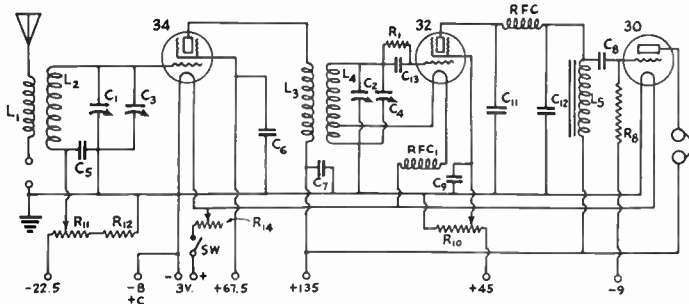 34 32 RFC 30
R1 C8
L1 L2 C1 C3 L3 L4 C2 C4 C13 C11 C12 L5 R8
C5 C6 C7 RFC1 C9
R11 R12 R14 SW R10
-22.5 -B +C - 3V. + +67.5 +135 +45 -9